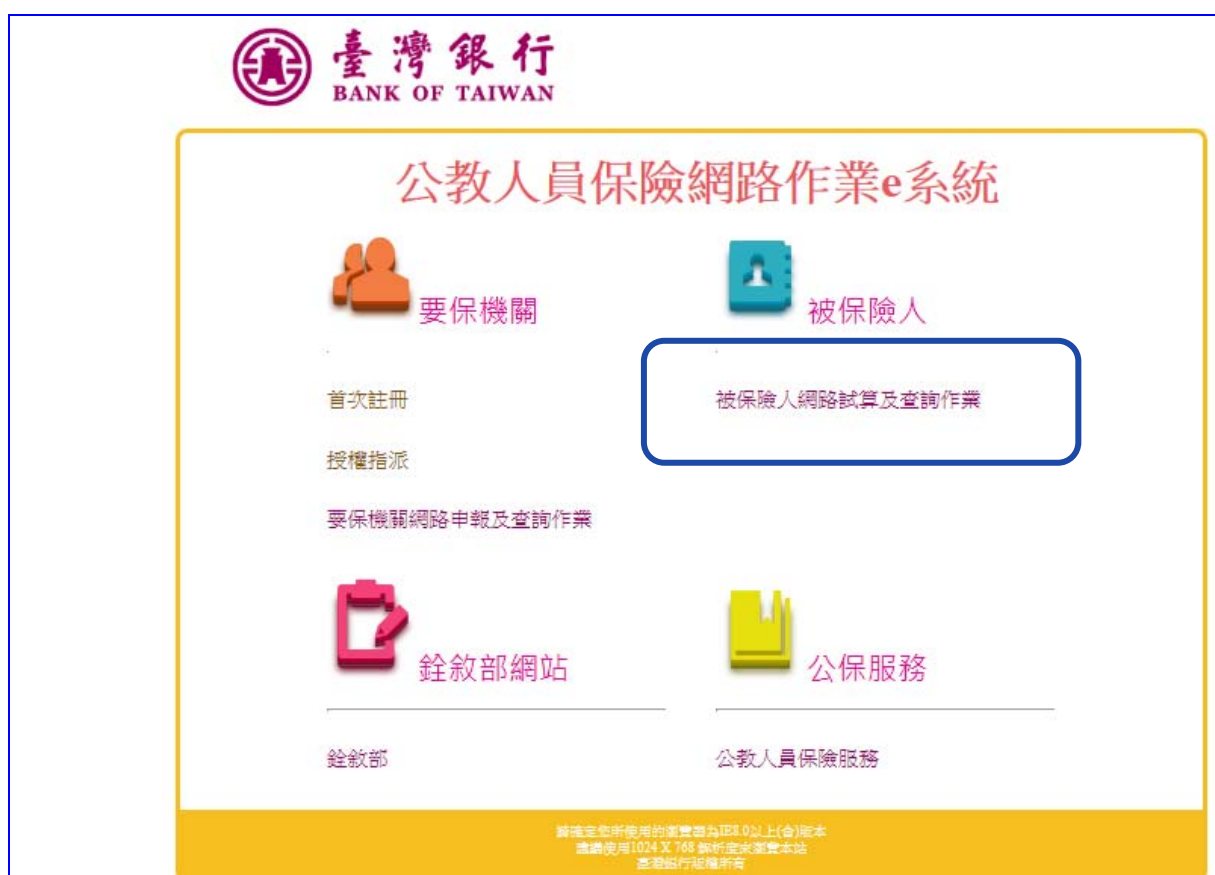 臺灣銀行
BANK OF TAIWAN
公教人員保險網路作業e系統
要保機關
首次註冊
授權指派
要保機關網路申報及查詢作業
被保險人
被保險人網路試算及查詢作業
銓敘部網站
銓敘部
公保服務
公教人員保險服務
請確定您所使用的瀏覽器為IE8.0以上(含)版本
建議使用1024 X 768 解析度來瀏覽本站
臺灣銀行版權所有